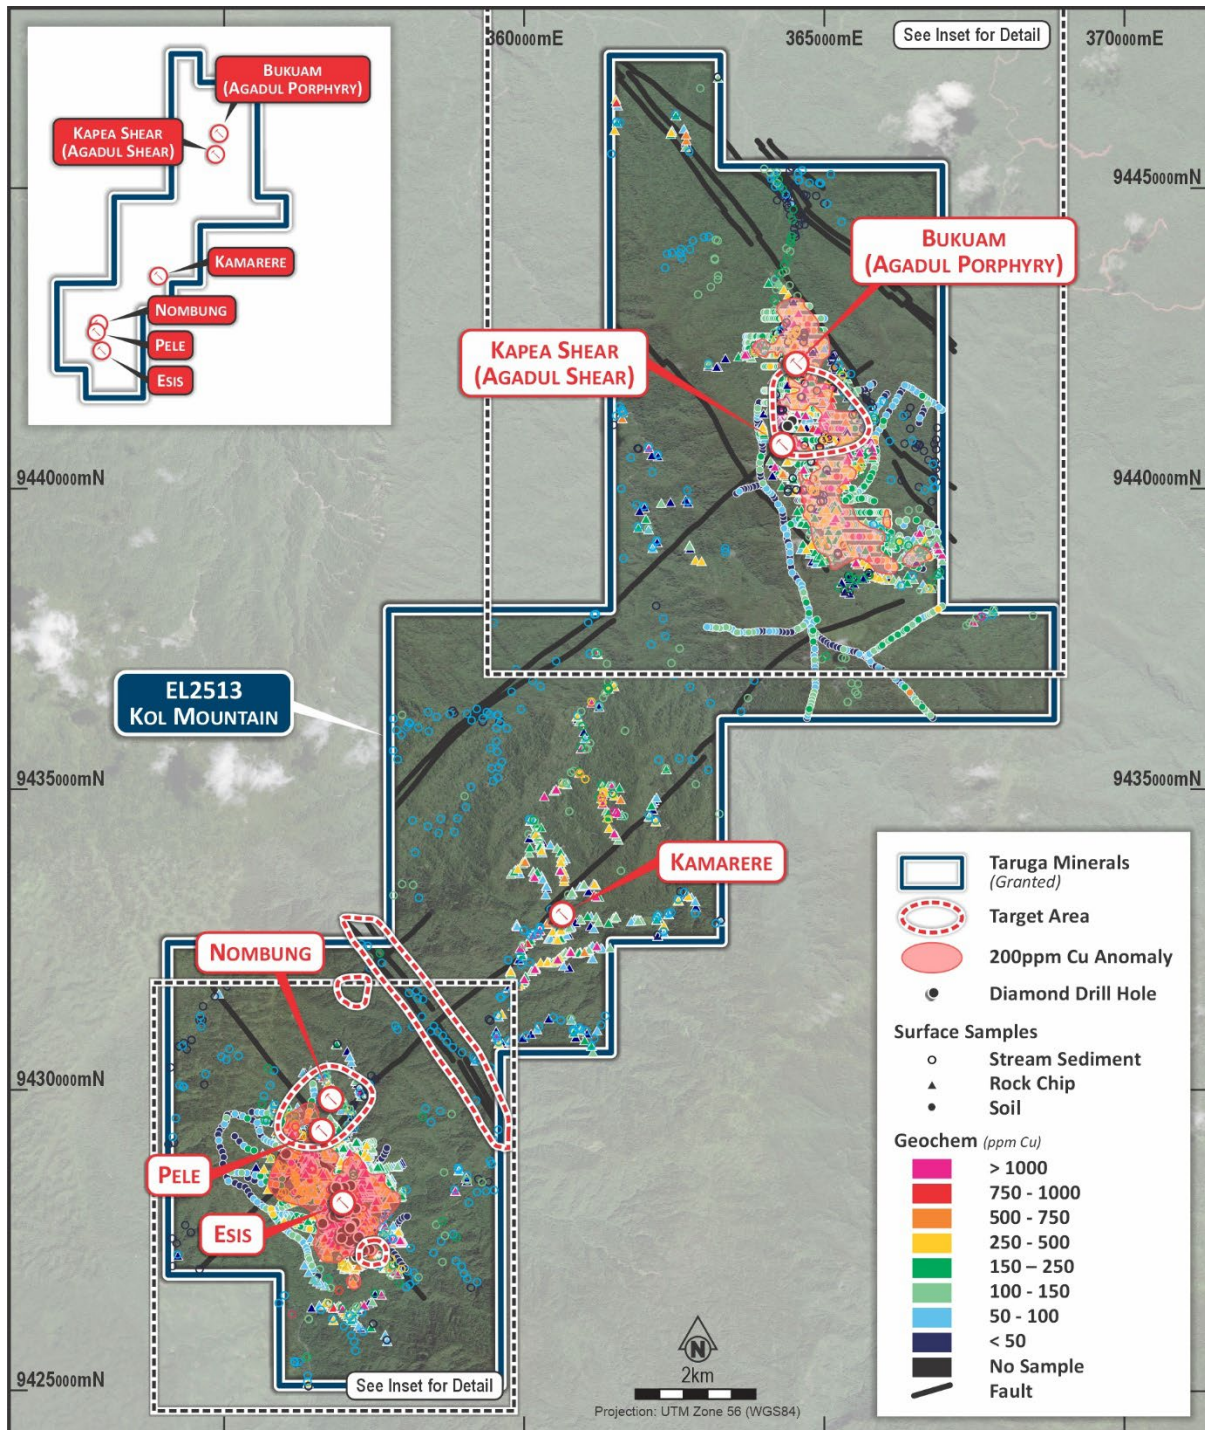 360000mE
365000mE
370000mE
See Inset for Detail
BUKUAM
(AGADUL PORPHYRY)
KAPEA SHEAR
(AGADUL SHEAR)
KAMARERE
NOMBUNG
PELE
ESIS
9445000mN
BUKUAM
(AGADUL PORPHYRY)
KAPEA SHEAR
(AGADUL SHEAR)
9440000mN
9440000mN
EL2513
KOL MOUNTAIN
9435000mN
9435000mN
KAMARERE
NOMBUNG
9430000mN
PELE
ESIS
9425000mN
See Inset for Detail
N
2km
Projection: UTM Zone 56 (WGS84)
Taruga Minerals
(Granted)
Target Area
200ppm Cu Anomaly
Diamond Drill Hole
Surface Samples
Stream Sediment
Rock Chip
Soil
Geochem (ppm Cu)
> 1000
750 - 1000
500 - 750
250 - 500
150 – 250
100 - 150
50 - 100
< 50
No Sample
Fault